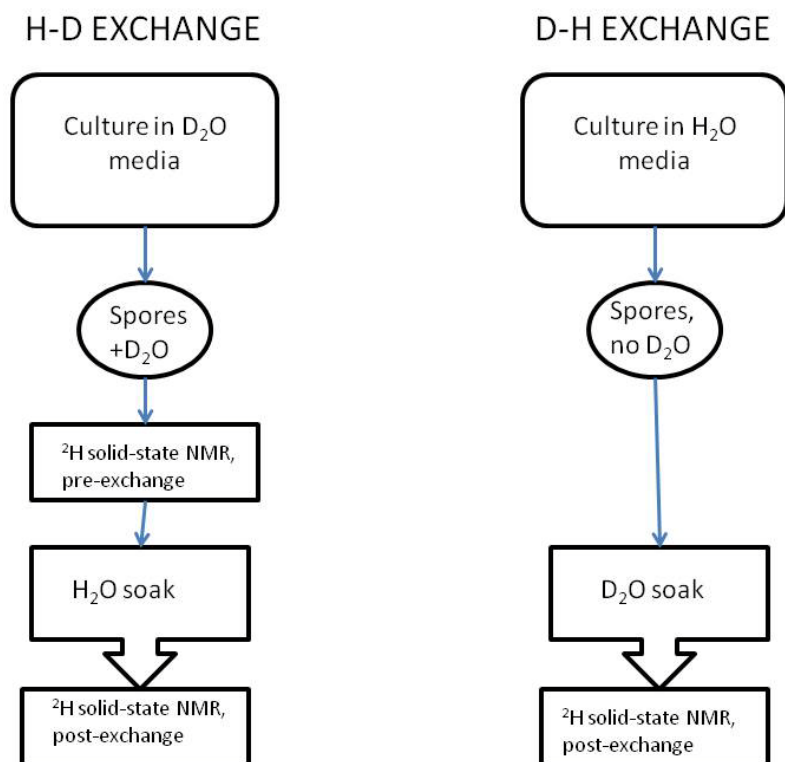 H-D EXCHANGE
Culture in D₂O
media
Spores
+D₂O
²H solid-state NMR,
pre-exchange
H₂O soak
²H solid-state NMR,
post-exchange
D-H EXCHANGE
Culture in H₂O
media
Spores,
no D₂O
D₂O soak
²H solid-state NMR,
post-exchange